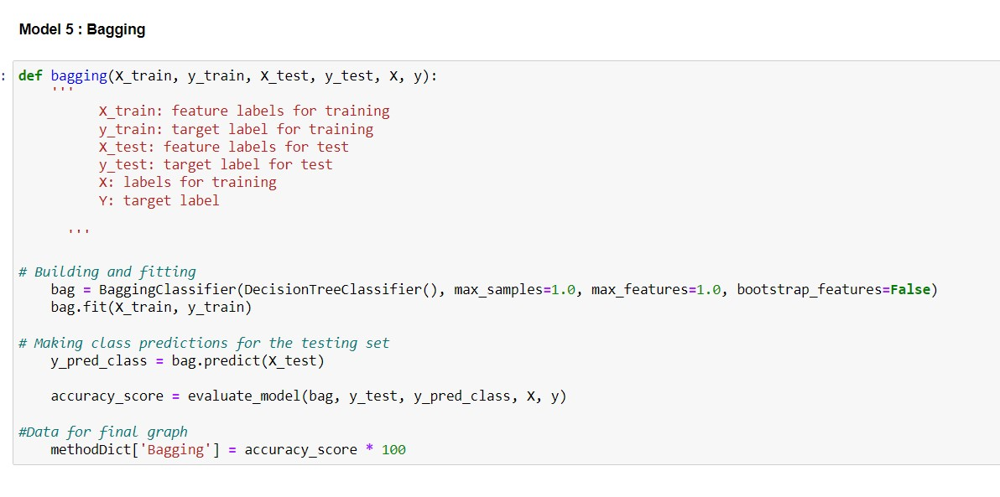 Model 5 : Bagging
: def bagging(X_train, y_train, X_test, y_test, X, y):
'''
X_train: feature labels for training
y_train: target label for training
X_test: feature labels for test
y_test: target label for test
X: labels for training
Y: target label
'''
# Building and fitting
bag = BaggingClassifier(DecisionTreeClassifier(), max_samples=1.0, max_features=1.0, bootstrap_features=False)
bag.fit(X_train, y_train)
# Making class predictions for the testing set
y_pred_class = bag.predict(X_test)
accuracy_score = evaluate_model(bag, y_test, y_pred_class, X, y)
#Data for final graph
methodDict['Bagging'] = accuracy_score * 100